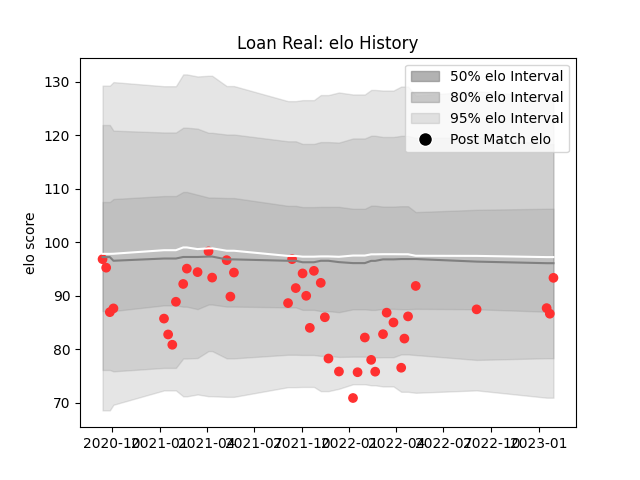 Loan Real: elo History
50% elo Interval
80% elo Interval
95% elo Interval
Post Match elo
elo score
130
120
110
100
90
80
70
2020-10 2021-01 2021-04 2021-07 2021-10 2022-01 2022-04 2022-07 2022-10 2023-01